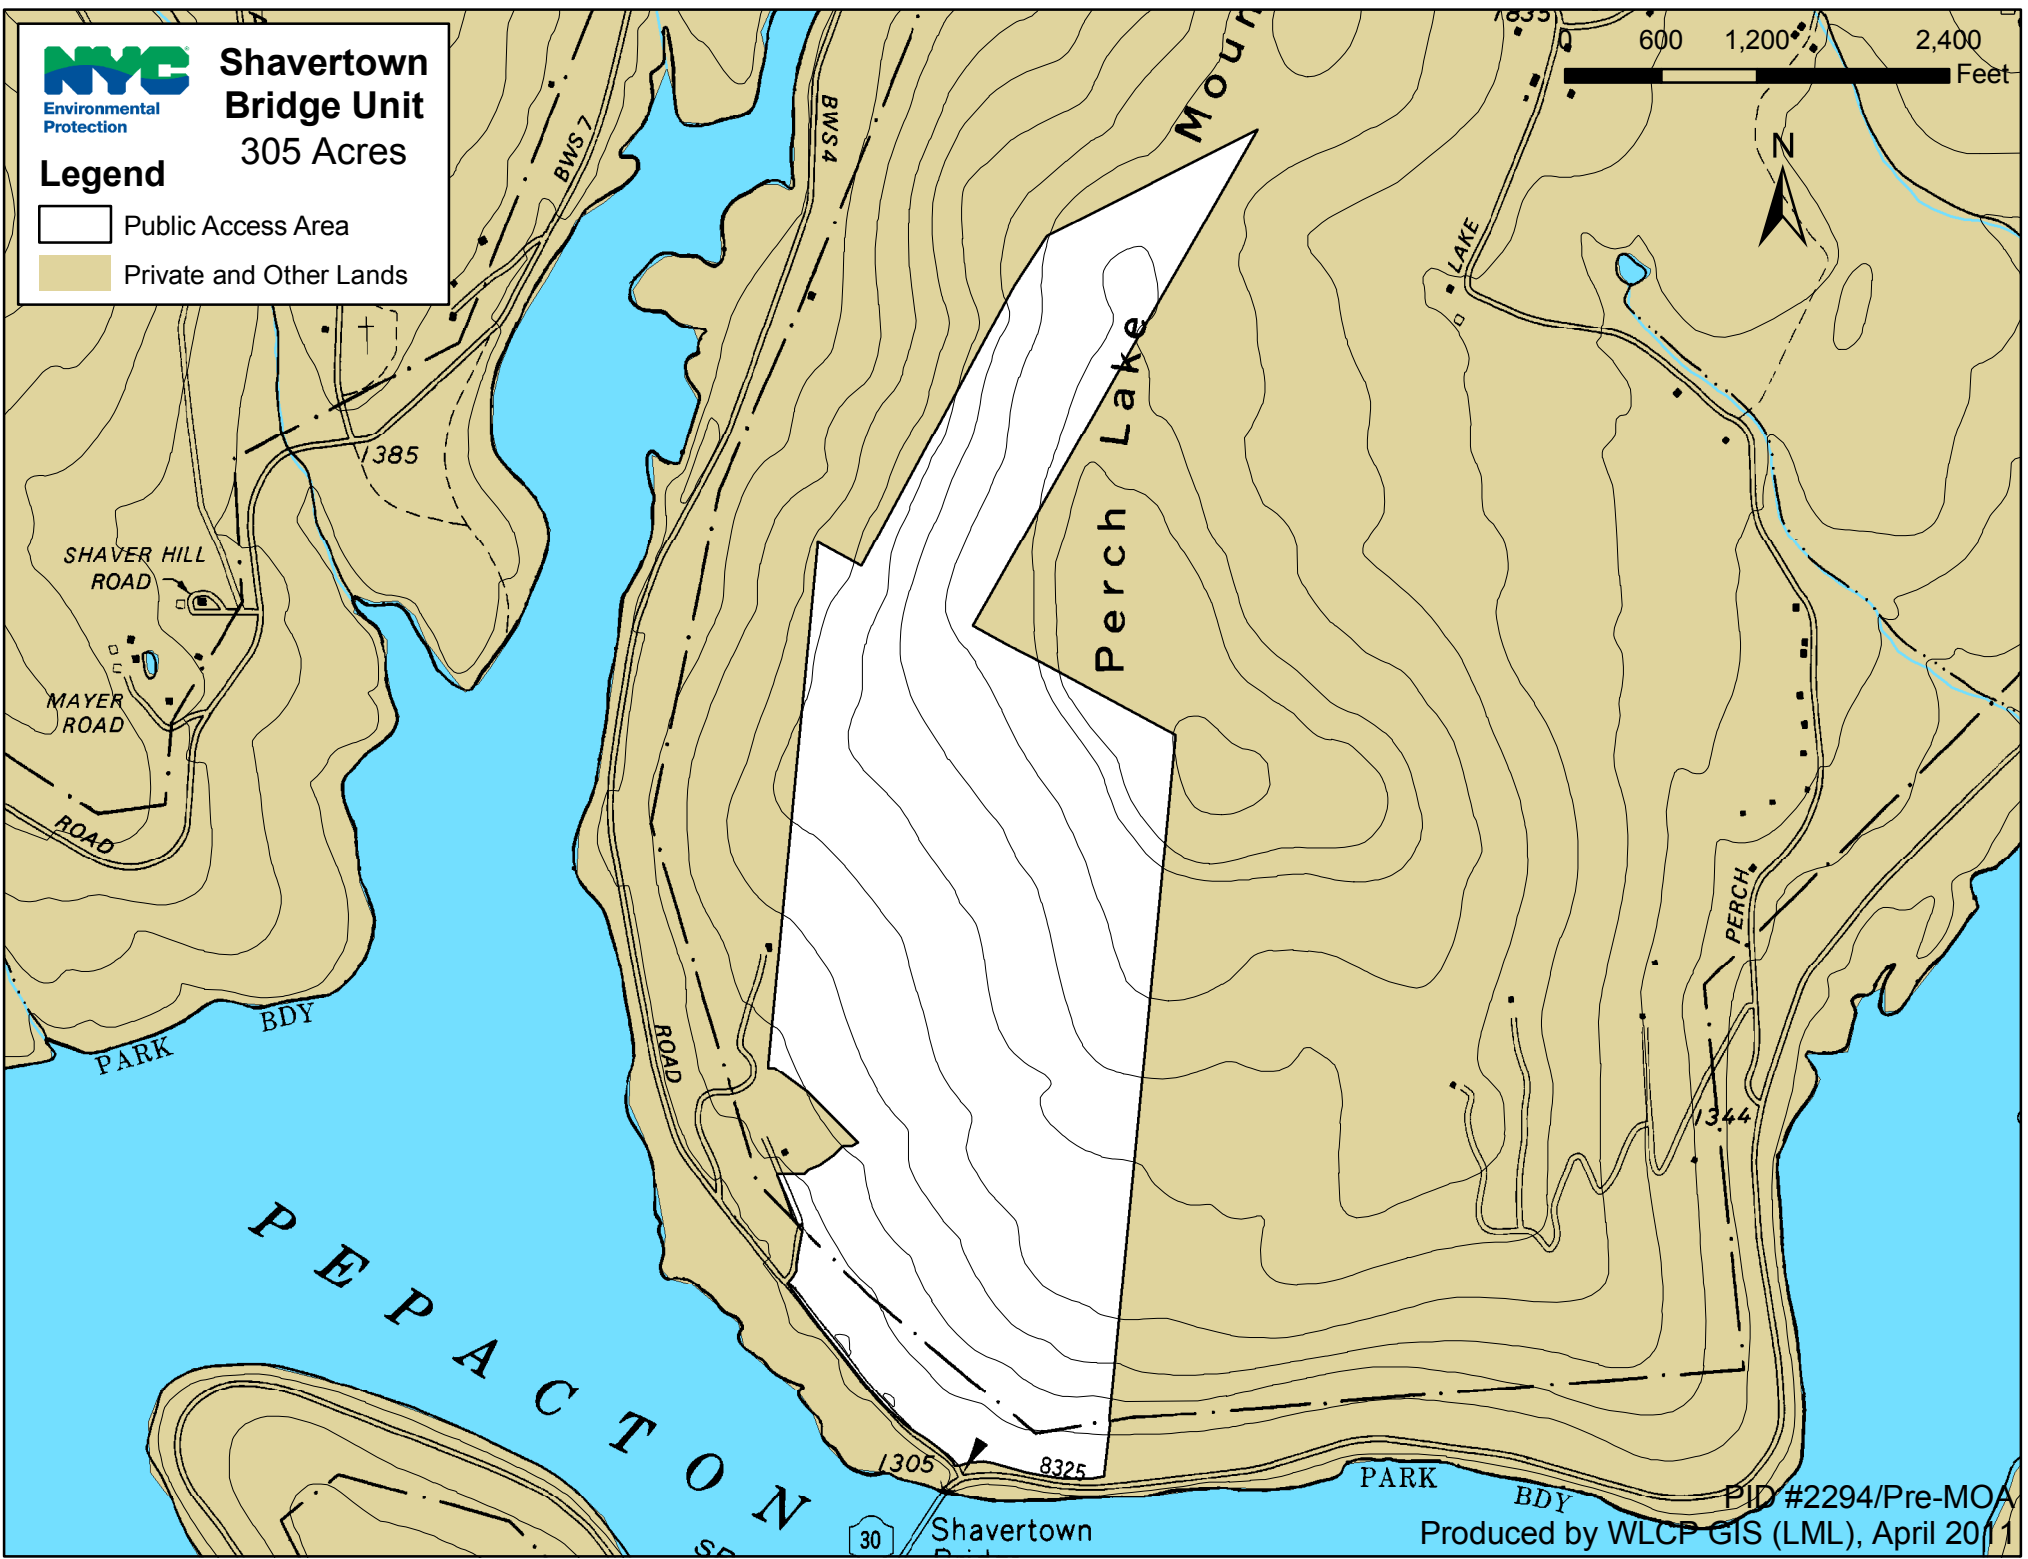 NYC
Environmental
Protection
Shavertown
Bridge Unit
305 Acres
Legend
Public Access Area
Private and Other Lands
0 600 1,200 2,400
Feet
N
1835
BWS 7
BWS 4
Perch Lake Moun
LAKE
1385
SHAVER HILL
ROAD
MAYER
ROAD
ROAD
PERCH
PARK BDY
ROAD
1344
PEPACTON
1305
8325
PARK BDY
30
Shavertown
PID #2294/Pre-MOA
Produced by WLCP GIS (LML), April 2011